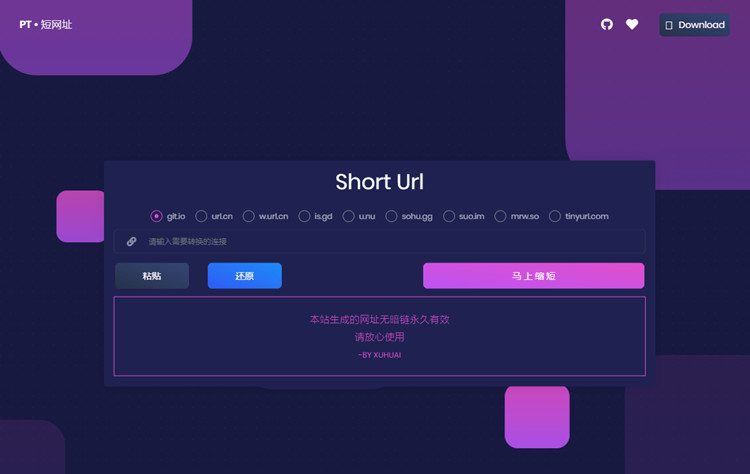 PT • 短网址
Download
Short Url
git.io url.cn w.url.cn is.gd u.nu sohu.gg suo.im mrw.so tinyurl.com
请输入需要转换的连接
粘贴 还原 马上缩短
本站生成的网址无暗链永久有效
请放心使用
-BY XUHUAI